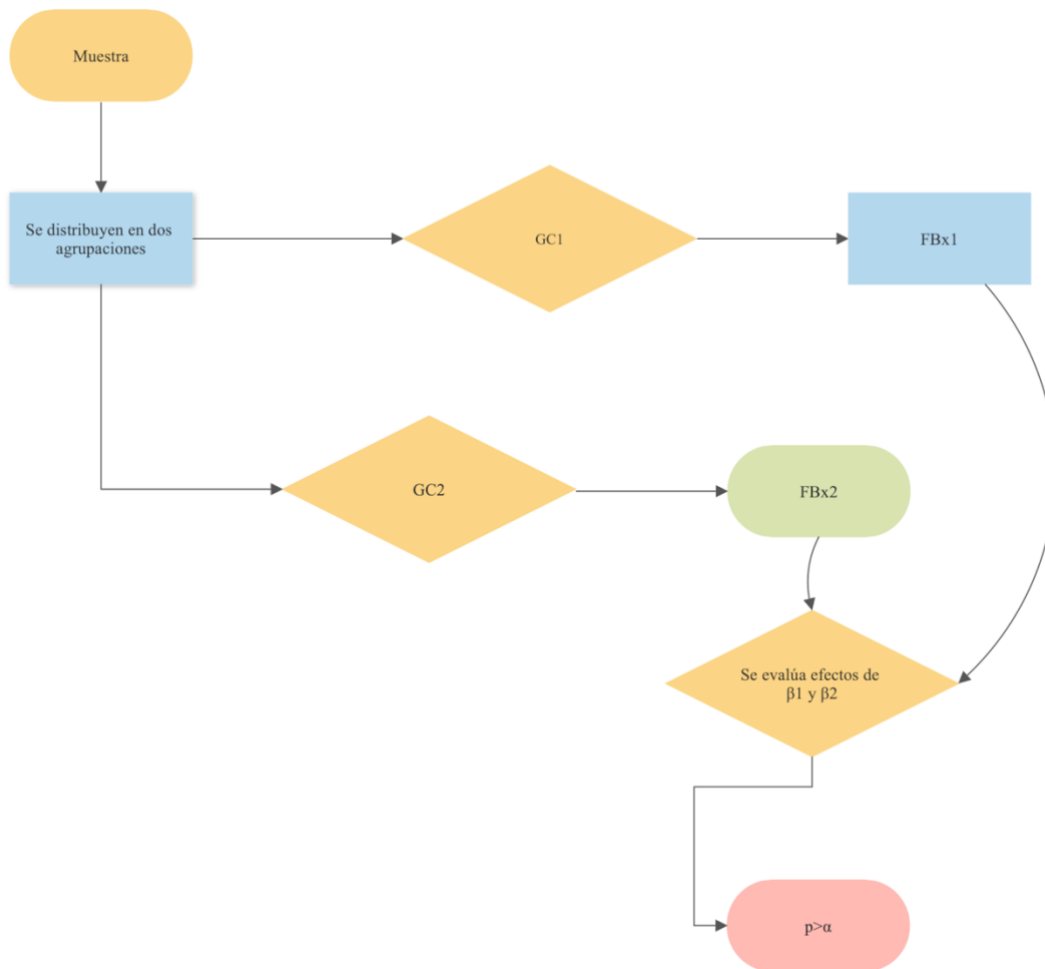 Muestra
Se distribuyen en dos
agrupaciones
GC1
FBx1
GC2
FBx2
Se evalúa efectos de
β1 y β2
p>α